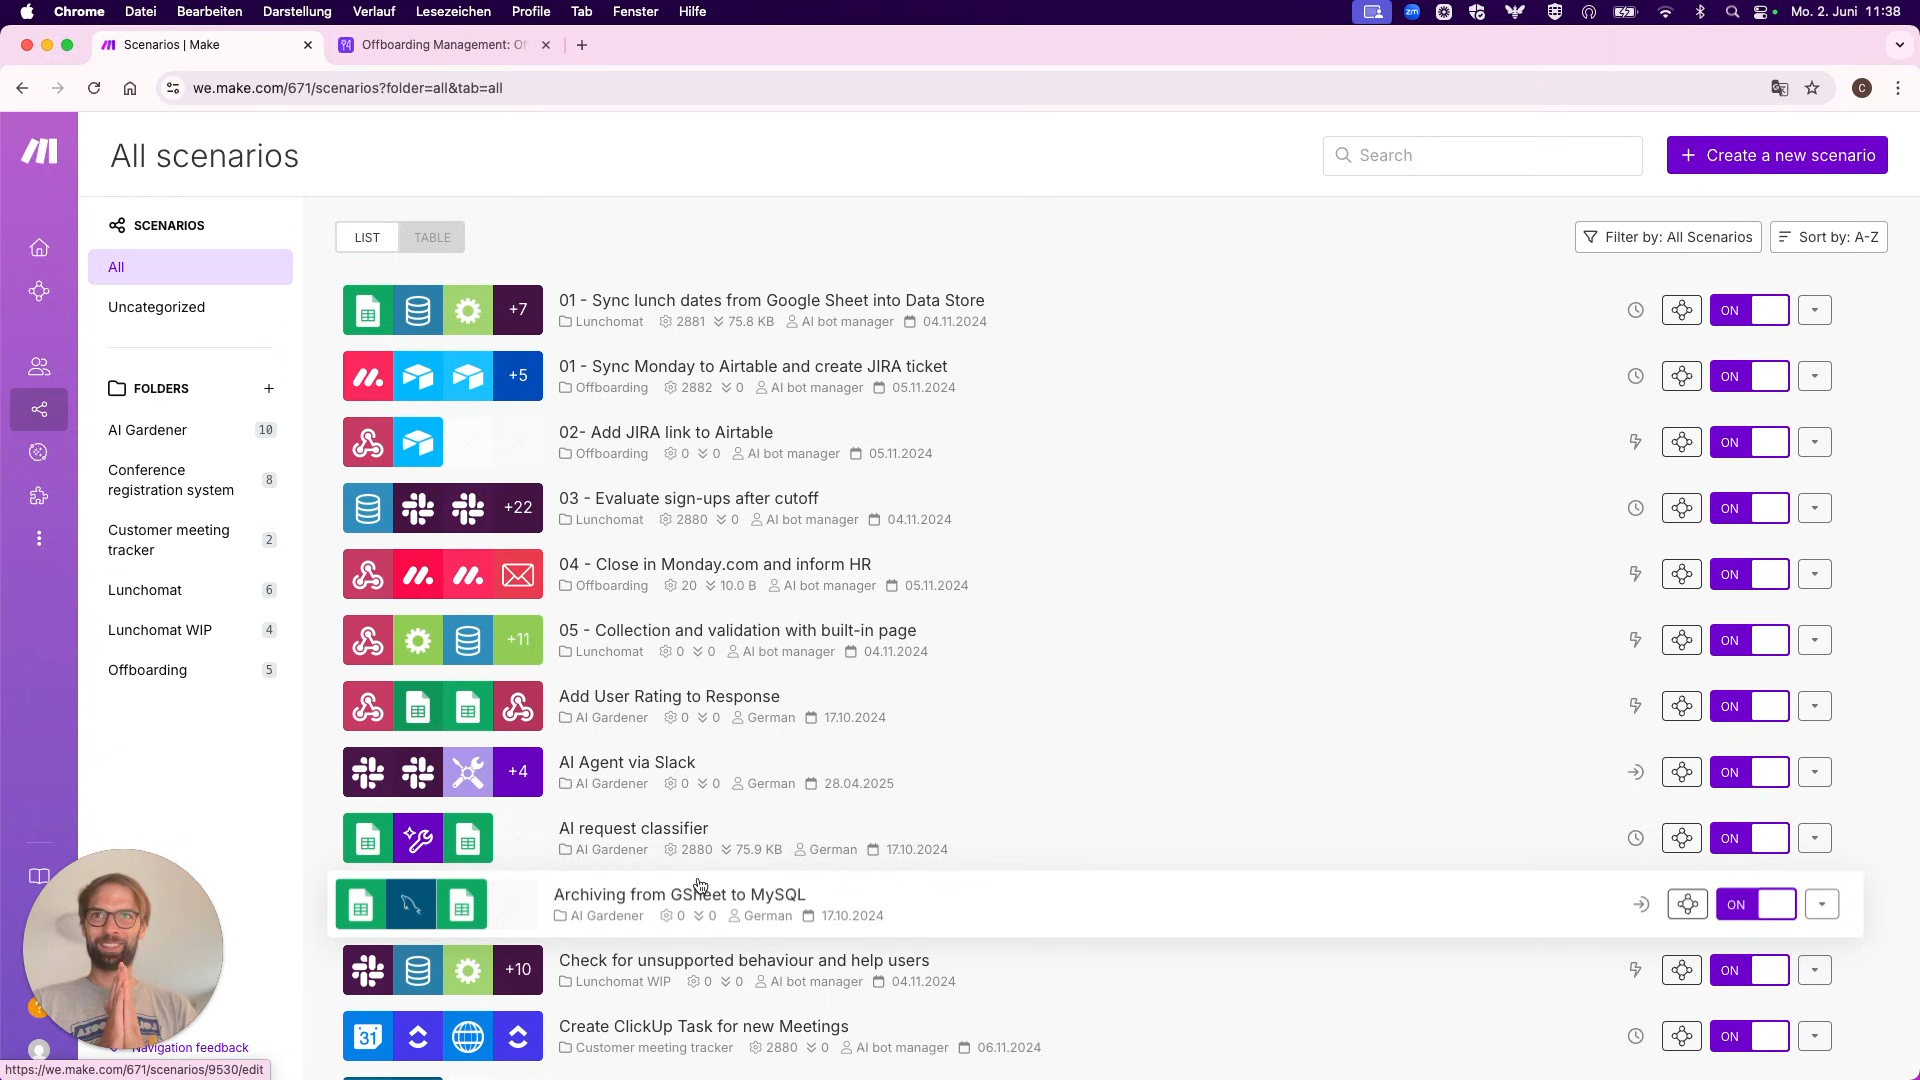 Chrome Datei Bearbeiten Darstellung Verlauf Lesezeichen Profile Tab Fenster Hilfe zm Mo. 2. Juni 11:38
Scenarios | Make Offboarding Management: Of
we.make.com/671/scenarios?folder=all&tab=all C
All scenarios Search + Create a new scenario
SCENARIOS
All
Uncategorized
FOLDERS +
AI Gardener 10
Conference
registration system 8
Customer meeting
tracker 2
Lunchomat 6
Lunchomat WIP 4
Offboarding 5
Navigation feedback
LIST TABLE Filter by: All Scenarios Sort by: A-Z
+7 01 - Sync lunch dates from Google Sheet into Data Store ON
Lunchomat 2881 75.8 KB AI bot manager 04.11.2024
+5 01 - Sync Monday to Airtable and create JIRA ticket ON
Offboarding 2882 0 AI bot manager 05.11.2024
02- Add JIRA link to Airtable ON
Offboarding 0 0 AI bot manager 05.11.2024
+22 03 - Evaluate sign-ups after cutoff ON
Lunchomat 2880 0 AI bot manager 04.11.2024
04 - Close in Monday.com and inform HR ON
Offboarding 20 10.0 B AI bot manager 05.11.2024
+11 05 - Collection and validation with built-in page ON
Lunchomat 0 0 AI bot manager 04.11.2024
Add User Rating to Response ON
AI Gardener 0 0 German 17.10.2024
+4 AI Agent via Slack ON
AI Gardener 0 0 German 28.04.2025
AI request classifier ON
AI Gardener 2880 75.9 KB German 17.10.2024
Archiving from GSheet to MySQL ON
AI Gardener 0 0 German 17.10.2024
+10 Check for unsupported behaviour and help users ON
Lunchomat WIP 0 0 AI bot manager 04.11.2024
31 Create ClickUp Task for new Meetings ON
Customer meeting tracker 2880 0 AI bot manager 06.11.2024
https://we.make.com/671/scenarios/9530/edit